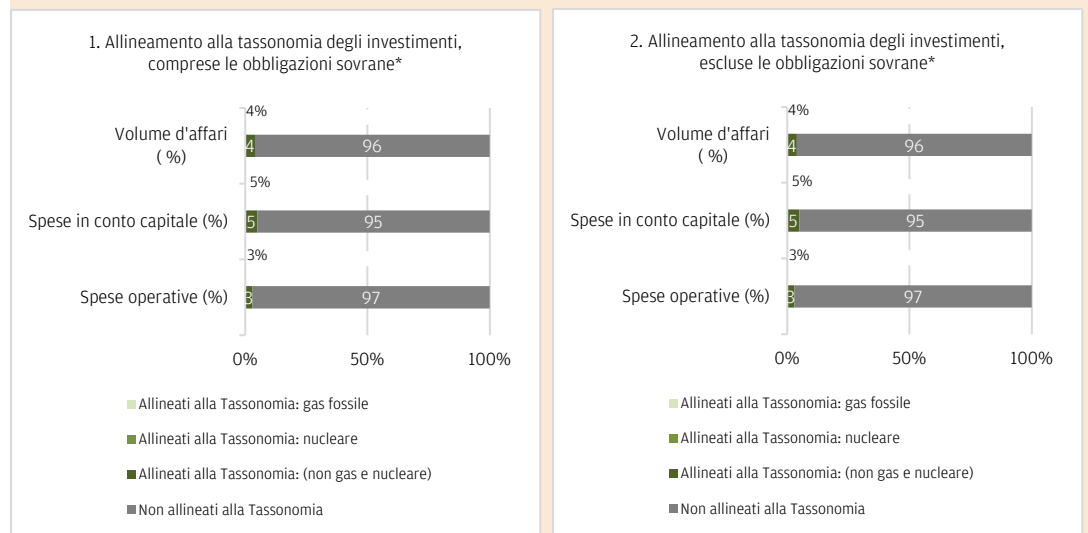 1. Allineamento alla tassonomia degli investimenti,
comprese le obbligazioni sovrane*
4%
Volume d'affari
( %)
4
96
5%
Spese in conto capitale (%)
5
95
3%
Spese operative (%)
3
97
0%
50%
100%
Allineati alla Tassonomia: gas fossile
Allineati alla Tassonomia: nucleare
Allineati alla Tassonomia: (non gas e nucleare)
Non allineati alla Tassonomia
2. Allineamento alla tassonomia degli investimenti,
escluse le obbligazioni sovrane*
4%
Volume d'affari
( %)
4
96
5%
Spese in conto capitale (%)
5
95
3%
Spese operative (%)
3
97
0%
50%
100%
Allineati alla Tassonomia: gas fossile
Allineati alla Tassonomia: nucleare
Allineati alla Tassonomia: (non gas e nucleare)
Non allineati alla Tassonomia